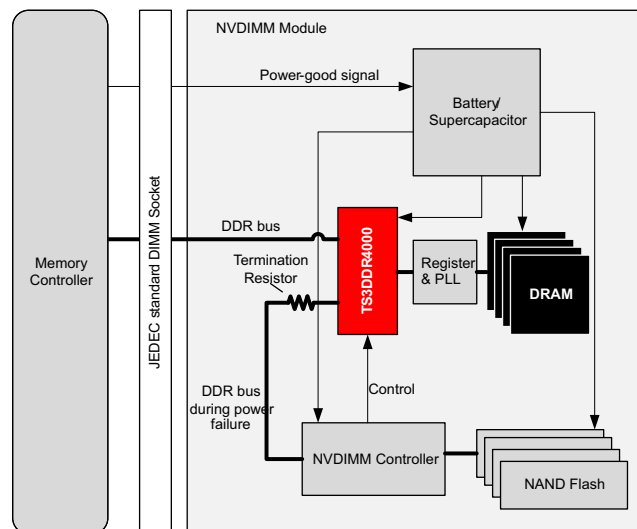 NVDIMM Module
Power-good signal
Battery/
Supercapacitor
DDR bus
Memory
Controller
JEDEC standard DIMM Socket
Termination
Resistor
TS3DDR4000
Register
& PLL
DRAM
DDR bus
during power
failure
Control
NVDIMM Controller
NAND Flash